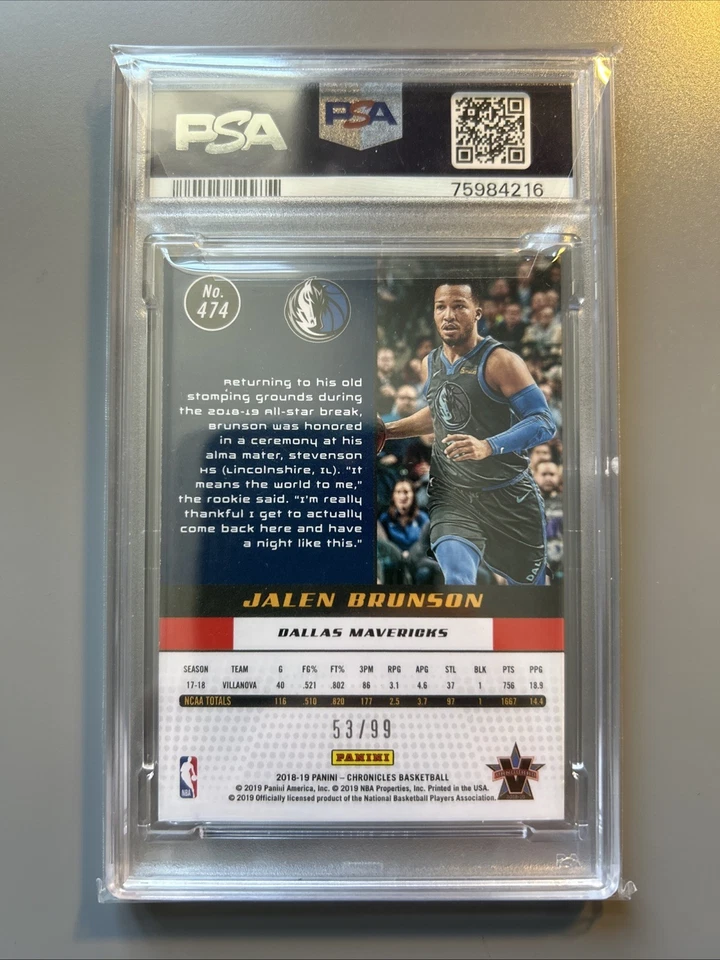 PSA
PSA
75984216
No.
474
Returning to his old
stomping grounds during
the 2018-19 All-star break,
Brunson was honored
in a ceremony at his
alma mater, stevenson
HS (Lincolnshire, IL). "It
means the world to me,"
the rookie said. "I'm really
thankful I get to actually
come back here and have
a night like this."
DAL
JALEN BRUNSON
DALLAS MAVERICKS
SEASON TEAM G FG% FT% 3PM RPG APG STL BLK PTS PPG
17-18 VILLANOVA 40 .521 .802 86 3.1 4.6 37 1 756 18.9
NCAA TOTALS 116 .510 .820 177 2.5 3.7 97 1 1667 14.4
53/99
PANINI
2018-19 PANINI – CHRONICLES BASKETBALL
© 2019 Panini America, Inc. © 2019 NBA Properties, Inc. Printed in the USA.
© 2019 Officially licensed product of the National Basketball Players Association.
NBA
V
PSA